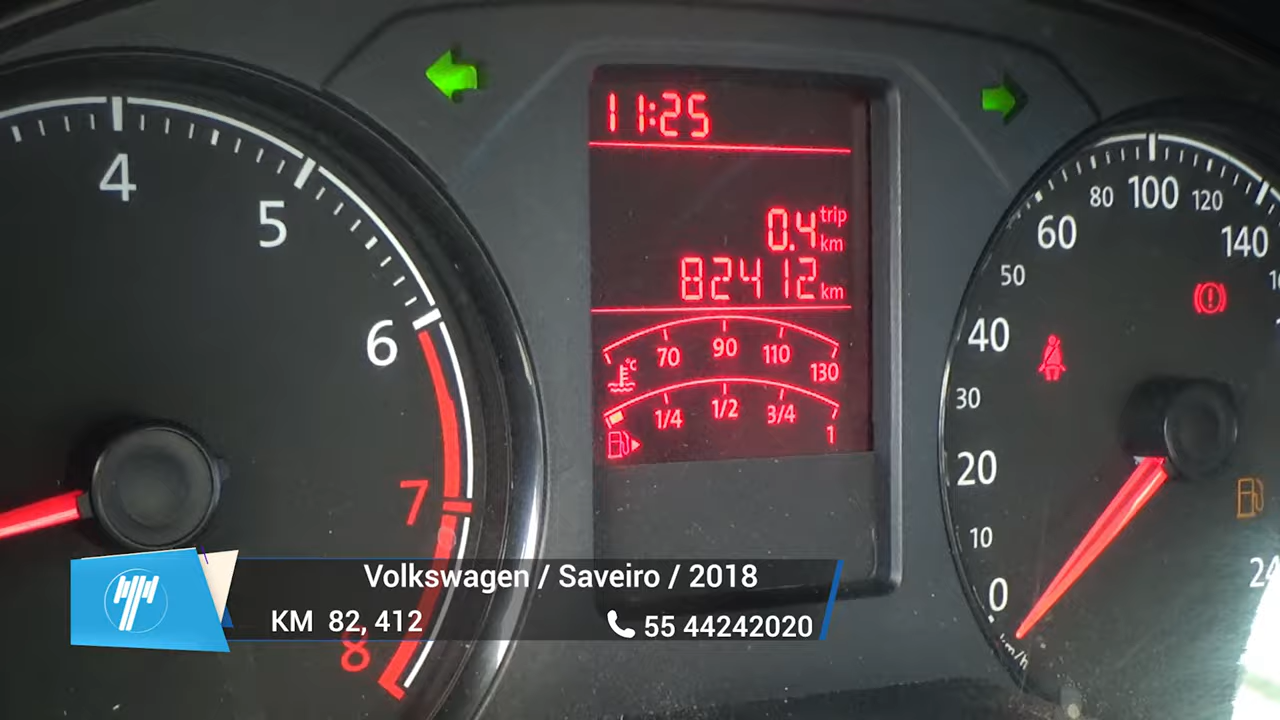 4
5
6
7
8
11:25
0.4 trip km
82412 km
70 90 110 130
°C
1/4 1/2 3/4 1
0
10
20
30
40
50
60
80
100
120
140
km/h
Volkswagen / Saveiro / 2018
KM 82, 412
55 44242020